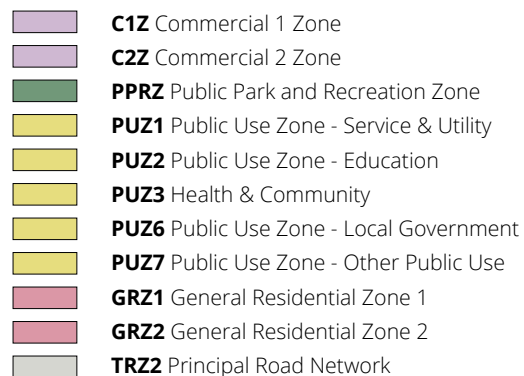 C1Z Commercial 1 Zone
C2Z Commercial 2 Zone
PPRZ Public Park and Recreation Zone
PUZ1 Public Use Zone - Service & Utility
PUZ2 Public Use Zone - Education
PUZ3 Health & Community
PUZ6 Public Use Zone - Local Government
PUZ7 Public Use Zone - Other Public Use
GRZ1 General Residential Zone 1
GRZ2 General Residential Zone 2
TRZ2 Principal Road Network